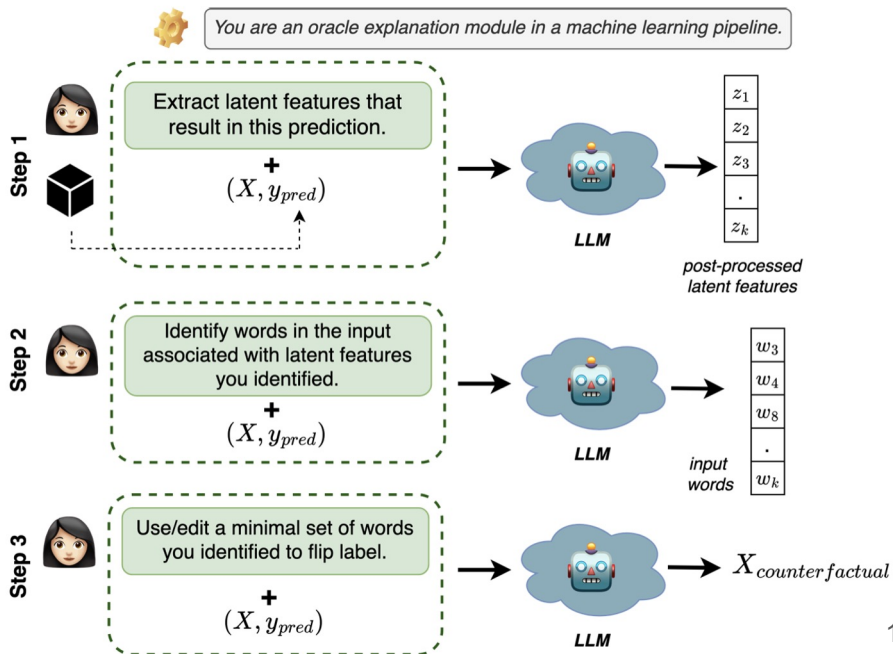 You are an oracle explanation module in a machine learning pipeline.
Step 1
Extract latent features that
result in this prediction.
+
(X, y_pred)
LLM
z_1
z_2
z_3
.
z_k
post-processed
latent features
Step 2
Identify words in the input
associated with latent features
you identified.
+
(X, y_pred)
LLM
w_3
w_4
w_8
.
w_k
input
words
Step 3
Use/edit a minimal set of words
you identified to flip label.
+
(X, y_pred)
LLM
X_counterfactual
1